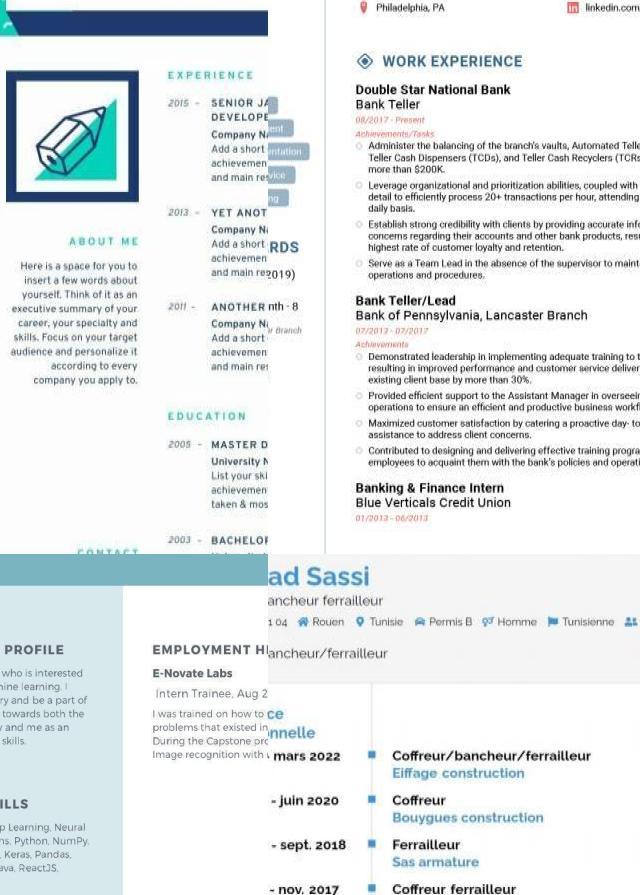 EXPERIENCE
2015 - SENIOR
Company
Add a short
achievemen
and main
2013 - YET ANOT
Company
Add a short
achievemen
and main
2011 - ANOTHER
Company
Add a short
achievemen
and main
ABOUT ME
Here is a space for you to
insert a few words about
yourself. Think of it as an
executive summary of your
career, your specialty and
skills. Focus on your target
audience and personalize it
according to every
company you apply to.
EDUCATION
2005 - MASTER D
University
List your ski
achievemen
taken & mos
2003 - BACHELOR
CONTACT
ent
ntation
vice
ng
RDS
2019)
nth - 8
Branch
Philadelphia, PA
linkedin.com
WORK EXPERIENCE
Double Star National Bank
Bank Teller
08/2017 - Present
Achievements/Tasks
Administer the balancing of the branch's vaults, Automated Telle
Teller Cash Dispensers (TCDs), and Teller Cash Recyclers (TCRs
more than $200K.
Leverage organizational and prioritization abilities, coupled with
detail to efficiently process 20+ transactions per hour, attending
daily basis.
Establish strong credibility with clients by providing accurate info
concerns regarding their accounts and other bank products, resu
highest rate of customer loyalty and retention.
Serve as a Team Lead in the absence of the supervisor to maint
operations and procedures.
Bank Teller/Lead
Bank of Pennsylvania, Lancaster Branch
07/2013 - 07/2017
Achievements
Demonstrated leadership in implementing adequate training to t
resulting in improved performance and customer service deliver
existing client base by more than 30%.
Provided efficient support to the Assistant Manager in overseein
operations to ensure an efficient and productive business workfl
Maximized customer satisfaction by catering a proactive day- to
assistance to address client concerns.
Contributed to designing and delivering effective training progra
employees to acquaint them with the bank's policies and operati
Banking & Finance Intern
Blue Verticals Credit Union
01/2013 - 06/2013
PROFILE
who is interested
hine learning. I
ry and be a part of
towards both the
y and me as an
skills.
ILLS
p Learning, Neural
ns, Python, NumPy,
, Keras, Pandas,
ava, ReactJS,
EMPLOYMENT HI
E-Novate Labs
Intern Trainee, Aug 2
I was trained on how to
problems that existed in
During the Capstone pro
Image recognition with
ad Sassi
ancheur ferrailleur
104 Rouen Tunisie Permis B Homme Tunisienne
ancheur/ferrailleur
ce
onnelle
mars 2022 Coffreur/bancheur/ferrailleur
Eiffage construction
- juin 2020 Coffreur
Bouygues construction
- sept. 2018 Ferrailleur
Sas armature
- nov. 2017 Coffreur ferrailleur